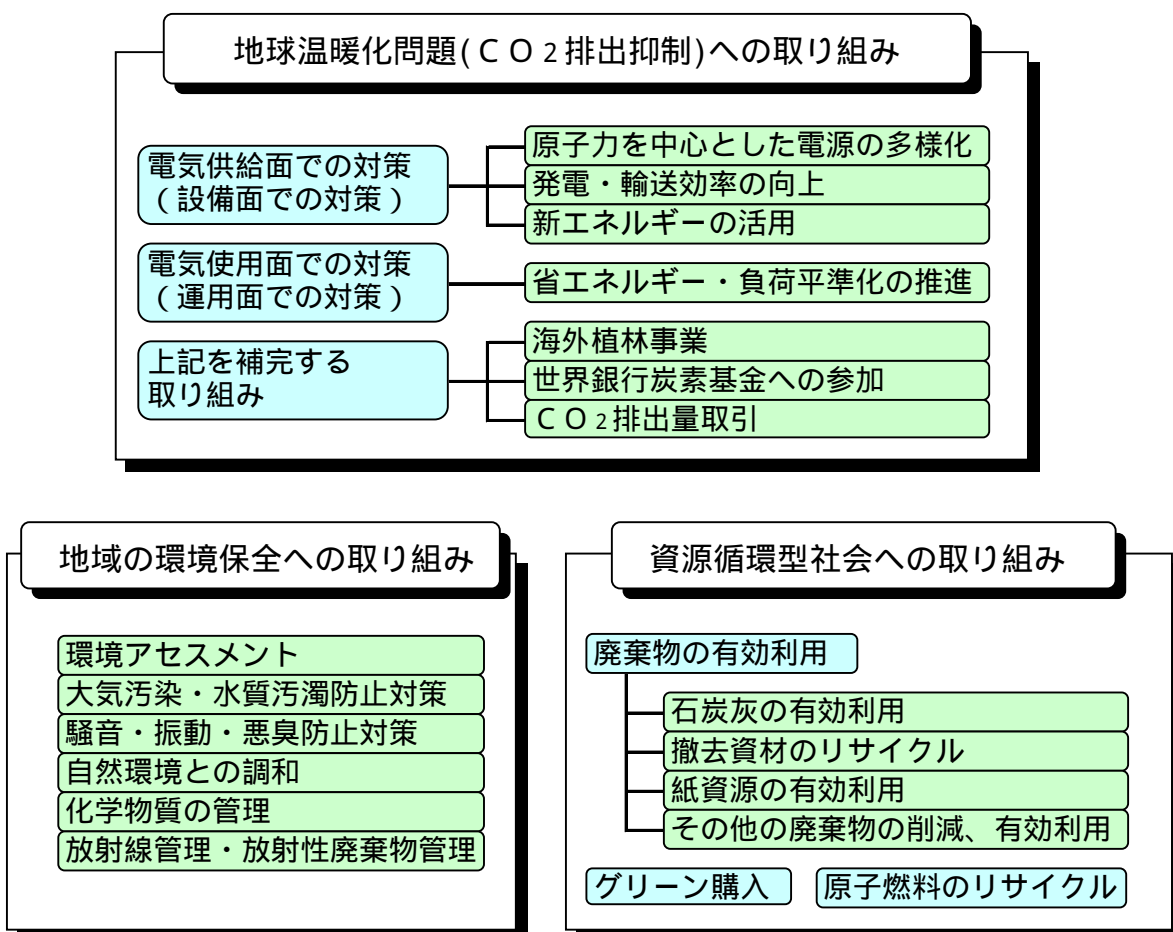 地球温暖化問題(ＣＯ２排出抑制)への取り組み
電気供給面での対策
（設備面での対策）
原子力を中心とした電源の多様化
発電・輸送効率の向上
新エネルギーの活用
電気使用面での対策
（運用面での対策）
省エネルギー・負荷平準化の推進
上記を補完する
取り組み
海外植林事業
世界銀行炭素基金への参加
ＣＯ２排出量取引
地域の環境保全への取り組み
環境アセスメント
大気汚染・水質汚濁防止対策
騒音・振動・悪臭防止対策
自然環境との調和
化学物質の管理
放射線管理・放射性廃棄物管理
資源循環型社会への取り組み
廃棄物の有効利用
石炭灰の有効利用
撤去資材のリサイクル
紙資源の有効利用
その他の廃棄物の削減、有効利用
グリーン購入
原子燃料のリサイクル